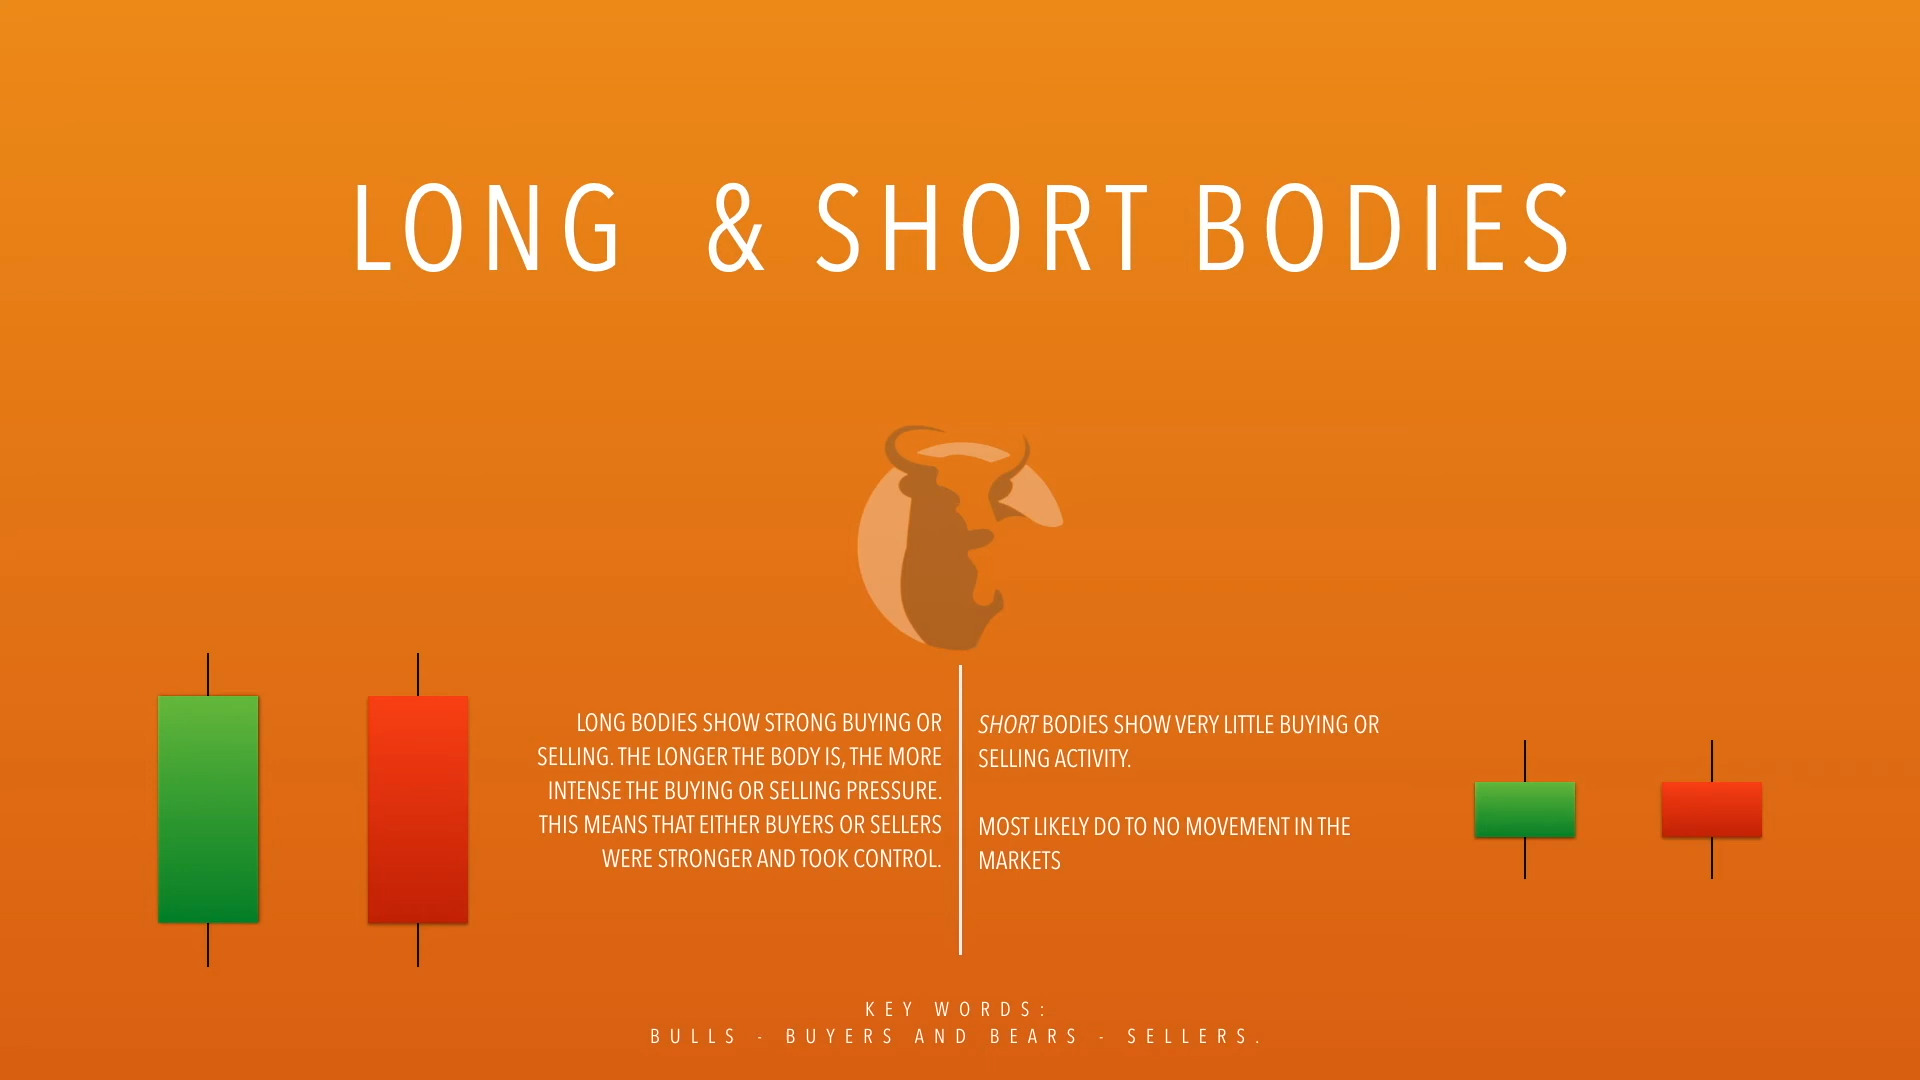 LONG & SHORT BODIES
LONG BODIES SHOW STRONG BUYING OR
SELLING. THE LONGER THE BODY IS, THE MORE
INTENSE THE BUYING OR SELLING PRESSURE.
THIS MEANS THAT EITHER BUYERS OR SELLERS
WERE STRONGER AND TOOK CONTROL.
SHORT BODIES SHOW VERY LITTLE BUYING OR
SELLING ACTIVITY.
MOST LIKELY DO TO NO MOVEMENT IN THE
MARKETS
KEY WORDS:
BULLS - BUYERS AND BEARS - SELLERS.